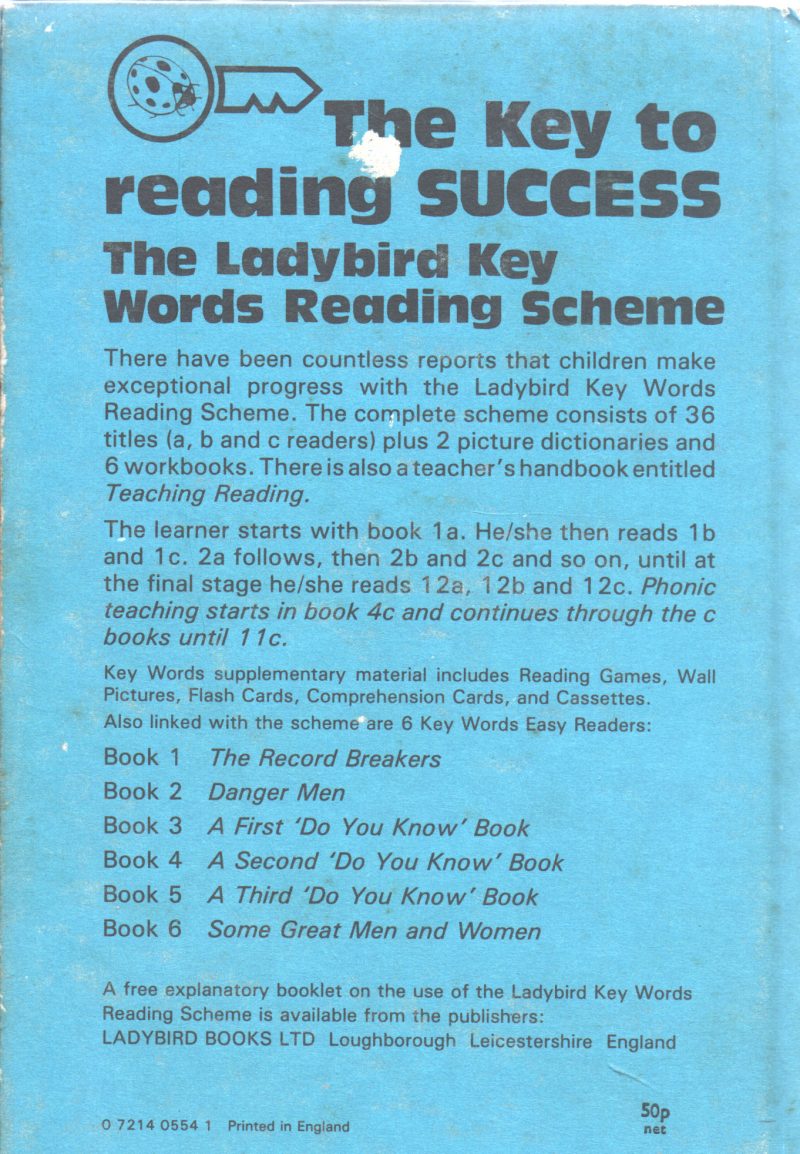 The Key to
reading SUCCESS
The Ladybird Key
Words Reading Scheme
There have been countless reports that children make
exceptional progress with the Ladybird Key Words
Reading Scheme. The complete scheme consists of 36
titles (a, b and c readers) plus 2 picture dictionaries and
6 workbooks. There is also a teacher's handbook entitled
Teaching Reading.
The learner starts with book 1a. He/she then reads 1b
and 1c. 2a follows, then 2b and 2c and so on, until at
the final stage he/she reads 12a, 12b and 12c. Phonic
teaching starts in book 4c and continues through the c
books until 11c.
Key Words supplementary material includes Reading Games, Wall
Pictures, Flash Cards, Comprehension Cards, and Cassettes.
Also linked with the scheme are 6 Key Words Easy Readers:
Book 1 The Record Breakers
Book 2 Danger Men
Book 3 A First 'Do You Know' Book
Book 4 A Second 'Do You Know' Book
Book 5 A Third 'Do You Know' Book
Book 6 Some Great Men and Women
A free explanatory booklet on the use of the Ladybird Key Words
Reading Scheme is available from the publishers:
LADYBIRD BOOKS LTD Loughborough Leicestershire England
0 7214 0554 1 Printed in England
50p
net